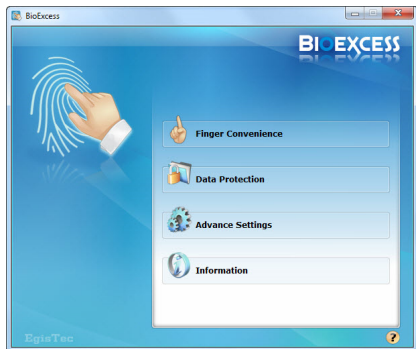 BioExcess
BIOEXCESS
Finger Convenience
Data Protection
Advance Settings
Information
EgisTec
?